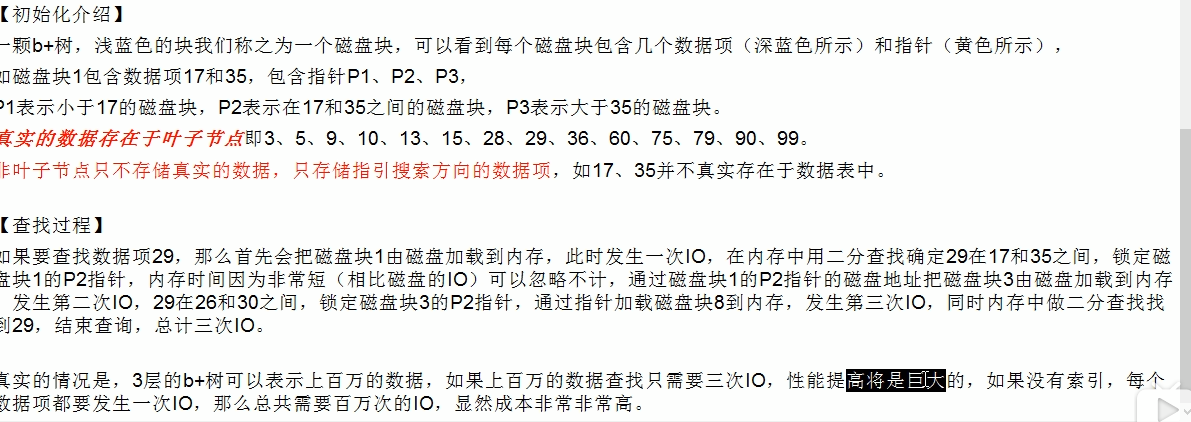 【初始化介绍】
一颗b+树，浅蓝色的块我们称之为一个磁盘块，可以看到每个磁盘块包含几个数据项（深蓝色所示）和指针（黄色所示），
如磁盘块1包含数据项17和35，包含指针P1、P2、P3，
P1表示小于17的磁盘块，P2表示在17和35之间的磁盘块，P3表示大于35的磁盘块。
真实的数据存在于叶子节点即3、5、9、10、13、15、28、29、36、60、75、79、90、99。
非叶子节点只不存储真实的数据，只存储指引搜索方向的数据项，如17、35并不真实存在于数据表中。
【查找过程】
如果要查找数据项29，那么首先会把磁盘块1由磁盘加载到内存，此时发生一次IO，在内存中用二分查找确定29在17和35之间，锁定磁
盘块1的P2指针，内存时间因为非常短（相比磁盘的IO）可以忽略不计，通过磁盘块1的P2指针的磁盘地址把磁盘块3由磁盘加载到内存
发生第二次IO，29在26和30之间，锁定磁盘块3的P2指针，通过指针加载磁盘块8到内存，发生第三次IO，同时内存中做二分查找找
到29，结束查询，总计三次IO。
真实的情况是，3层的b+树可以表示上百万的数据，如果上百万的数据查找只需要三次IO，性能提高将是巨大的，如果没有索引，每个
数据项都要发生一次IO，那么总共需要百万次的IO，显然成本非常非常高。